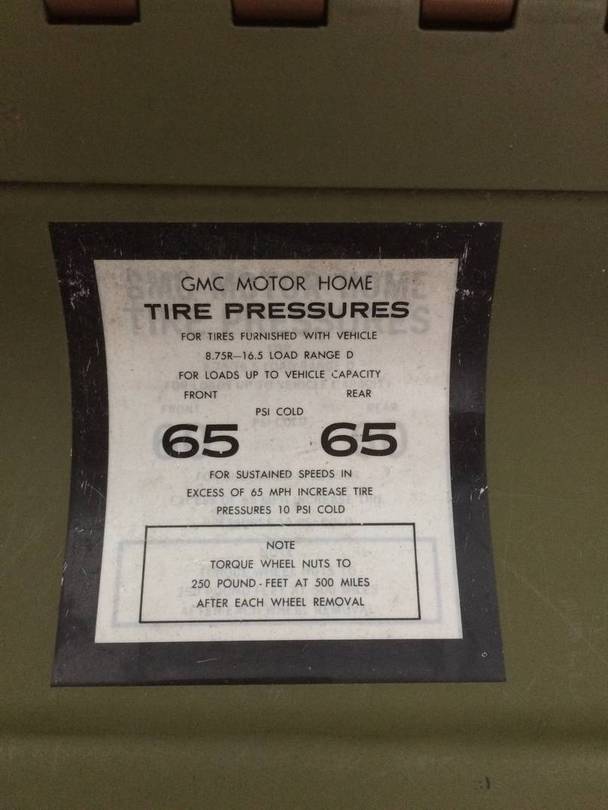 GMC MOTOR HOME
TIRE PRESSURES
FOR TIRES FURNISHED WITH VEHICLE
8.75R-16.5 LOAD RANGE D
FOR LOADS UP TO VEHICLE CAPACITY
FRONT REAR
PSI COLD
65 65
FOR SUSTAINED SPEEDS IN
EXCESS OF 65 MPH INCREASE TIRE
PRESSURES 10 PSI COLD
NOTE
TORQUE WHEEL NUTS TO
250 POUND-FEET AT 500 MILES
AFTER EACH WHEEL REMOVAL